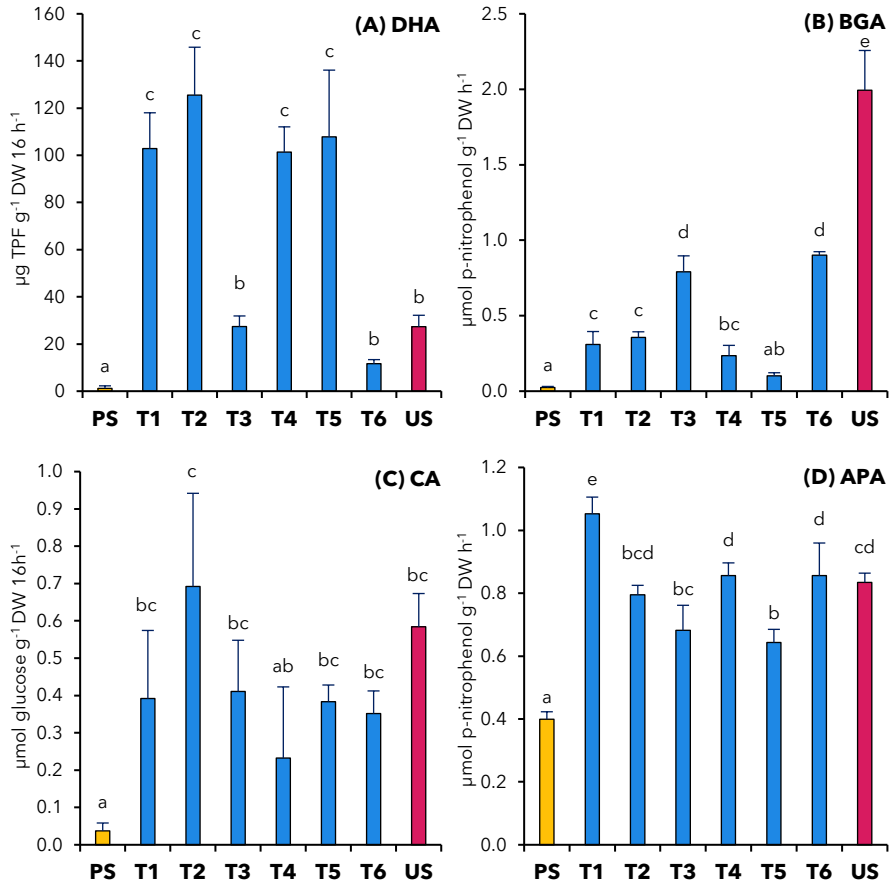 (A) DHA
µg TPF g-1 DW 16 h-1
160
140
120
100
80
60
40
20
0
a
c
c
b
c
c
b
b
PS T1 T2 T3 T4 T5 T6 US
(B) BGA
µmol p-nitrophenol g-1 DW h-1
2.5
2.0
1.5
1.0
0.5
0.0
a
c
c
d
bc
ab
d
e
PS T1 T2 T3 T4 T5 T6 US
(C) CA
µmol glucose g-1 DW 16h-1
1.0
0.9
0.8
0.7
0.6
0.5
0.4
0.3
0.2
0.1
0.0
a
bc
c
bc
ab
bc
bc
bc
PS T1 T2 T3 T4 T5 T6 US
(D) APA
µmol p-nitrophenol g-1 DW h-1
1.2
1.0
0.8
0.6
0.4
0.2
0.0
a
e
bcd
bc
d
b
d
cd
PS T1 T2 T3 T4 T5 T6 US